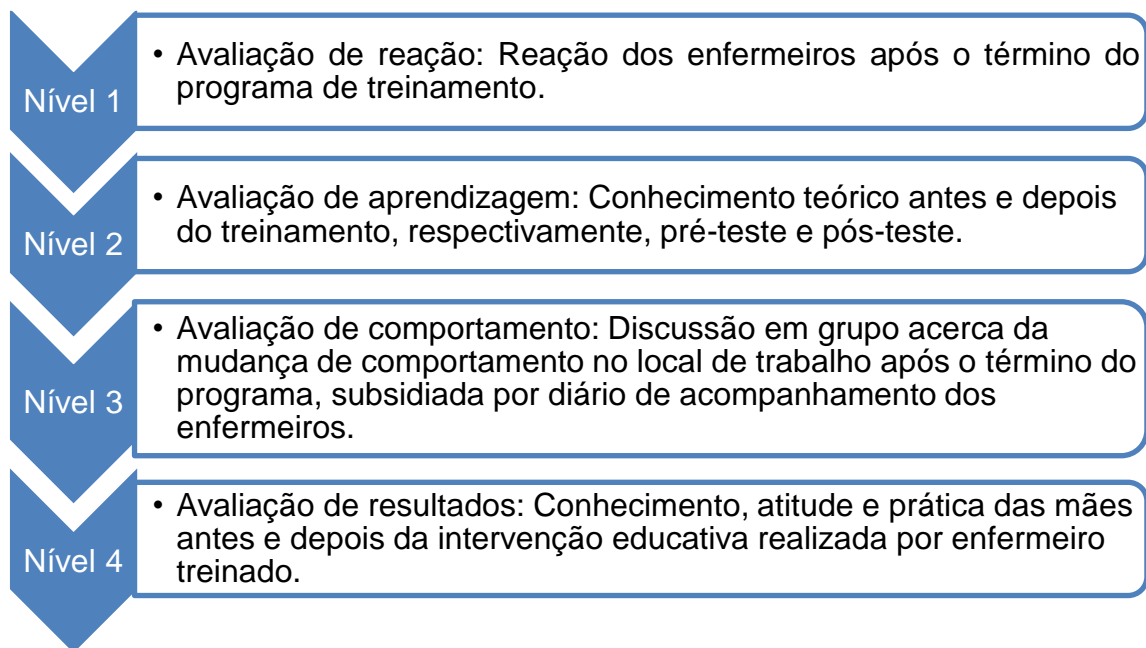 Nível 1
• Avaliação de reação: Reação dos enfermeiros após o término do
programa de treinamento.
Nível 2
• Avaliação de aprendizagem: Conhecimento teórico antes e depois
do treinamento, respectivamente, pré-teste e pós-teste.
Nível 3
• Avaliação de comportamento: Discussão em grupo acerca da
mudança de comportamento no local de trabalho após o término do
programa, subsidiada por diário de acompanhamento dos
enfermeiros.
Nível 4
• Avaliação de resultados: Conhecimento, atitude e prática das mães
antes e depois da intervenção educativa realizada por enfermeiro
treinado.